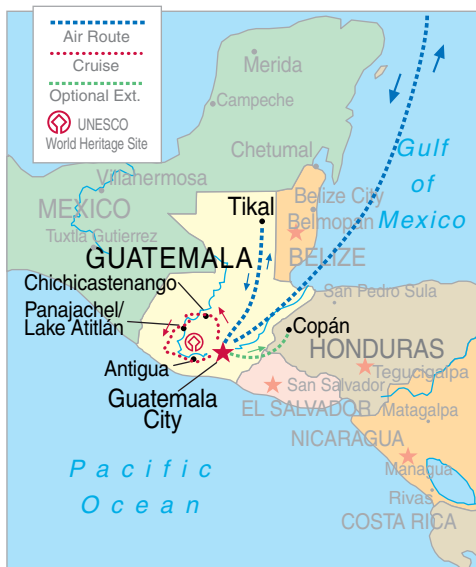 Air Route
Cruise
Optional Ext.
UNESCO
World Heritage Site
Merida
Campeche
Chetumal
Gulf
of
Mexico
Villanermosa
MEXICO
Tuxtla Gutierrez
Tikal
Belize City
Belmopan
BELIZE
GUATEMALA
Chichicastenango
San Pedro Sula
Panajachel/
Lake Atitlán
Copán
HONDURAS
Tegucigalpa
Antigua
Guatemala
City
San Salvador
EL SALVADOR
Matagalpa
NICARAGUA
Managua
Rivas
COSTA RICA
Pacific
Ocean